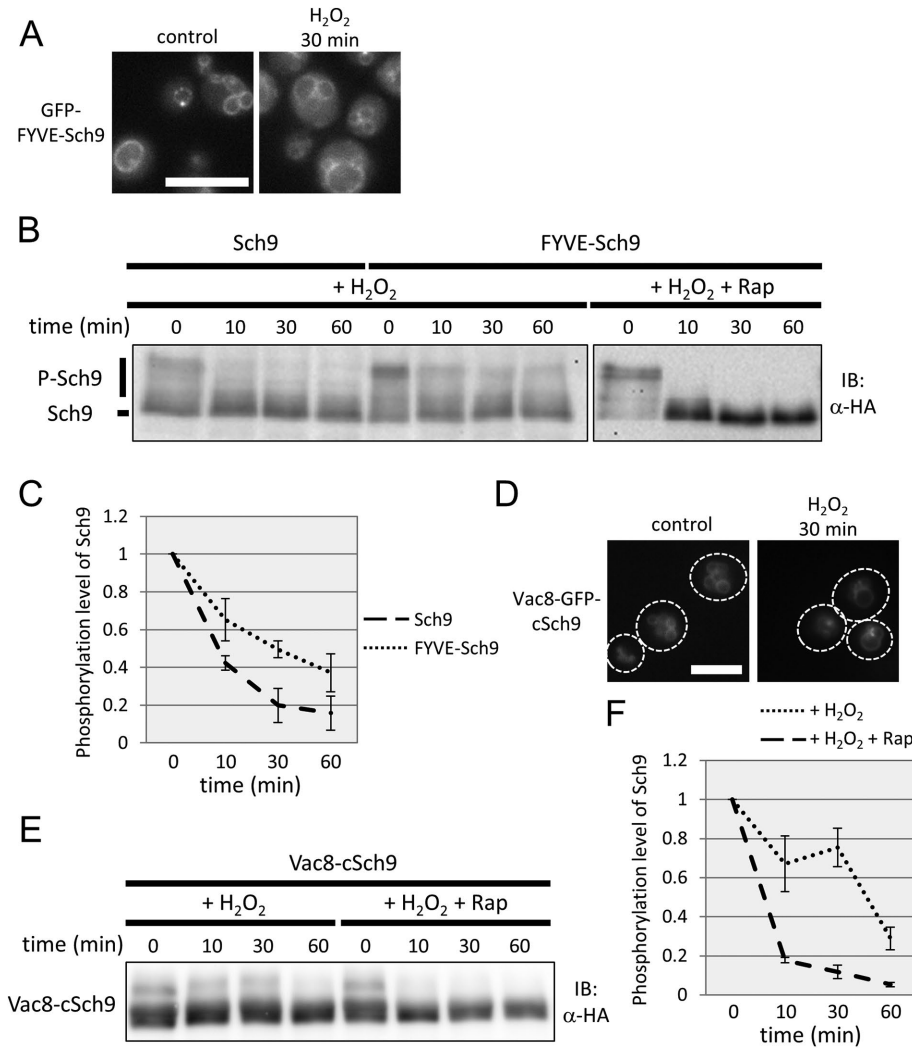 A
control
H₂O₂
30 min
GFP-
FYVE-Sch9
B
Sch9 FYVE-Sch9
+ H₂O₂ + H₂O₂ + Rap
time (min) 0 10 30 60 0 10 30 60 0 10 30 60
P-Sch9
Sch9
IB:
α-HA
C
Phosphorylation level of Sch9
1.2
1
0.8
0.6
0.4
0.2
0
0 10 30 60
time (min)
Sch9
FYVE-Sch9
D
control
H₂O₂
30 min
Vac8-GFP-
cSch9
E
Vac8-cSch9
+ H₂O₂ + H₂O₂ + Rap
time (min) 0 10 30 60 0 10 30 60
Vac8-cSch9
IB:
α-HA
F
+ H₂O₂
+ H₂O₂ + Rap
Phosphorylation level of Sch9
1.2
1
0.8
0.6
0.4
0.2
0
0 10 30 60
time (min)